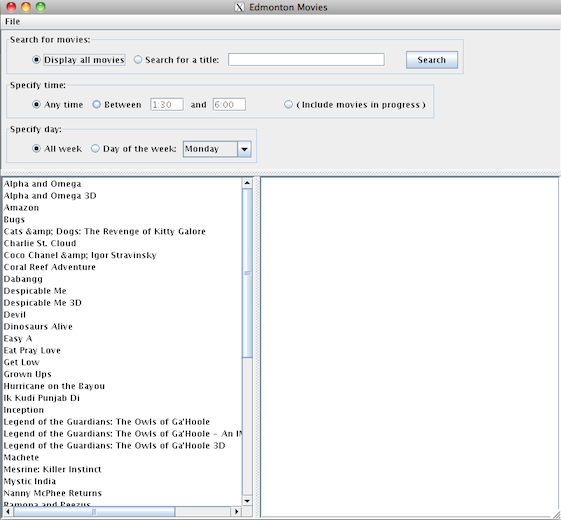 Edmonton Movies
File
Search for movies:
Display all movies Search for a title: Search
Specify time:
Any time Between 1:30 and 6:00 ( Include movies in progress )
Specify day:
All week Day of the week: Monday
Alpha and Omega
Alpha and Omega 3D
Amazon
Bugs
Cats &amp; Dogs: The Revenge of Kitty Galore
Charlie St. Cloud
Coco Chanel &amp; Igor Stravinsky
Coral Reef Adventure
Dabangg
Despicable Me
Despicable Me 3D
Devil
Dinosaurs Alive
Easy A
Eat Pray Love
Get Low
Grown Ups
Hurricane on the Bayou
Ik Kudi Punjab Di
Inception
Legend of the Guardians: The Owls of Ga'Hoole
Legend of the Guardians: The Owls of Ga'Hoole - An
Legend of the Guardians: The Owls of Ga'Hoole 3D
Machete
Mesrine: Killer Instinct
Mystic India
Nanny McPhee Returns
Ramona and Beezus